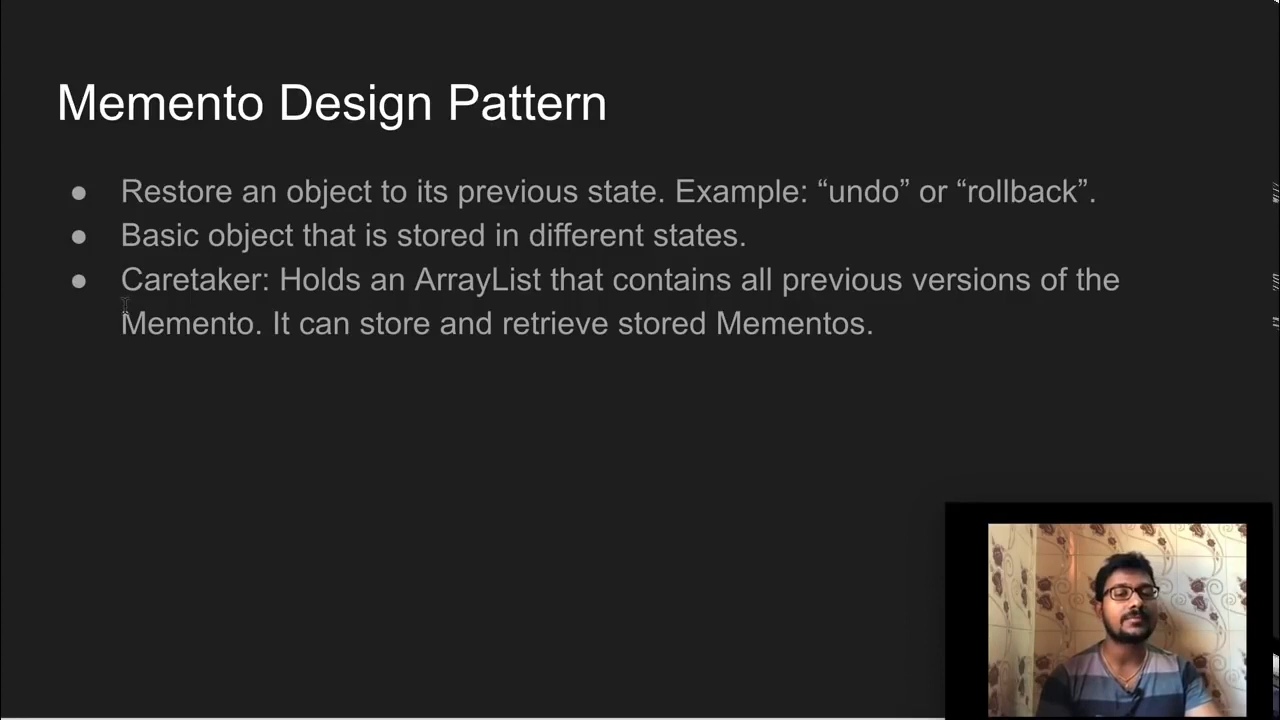 Memento Design Pattern
● Restore an object to its previous state. Example: “undo” or “rollback”.
● Basic object that is stored in different states.
● Caretaker: Holds an ArrayList that contains all previous versions of the
Memento. It can store and retrieve stored Mementos.